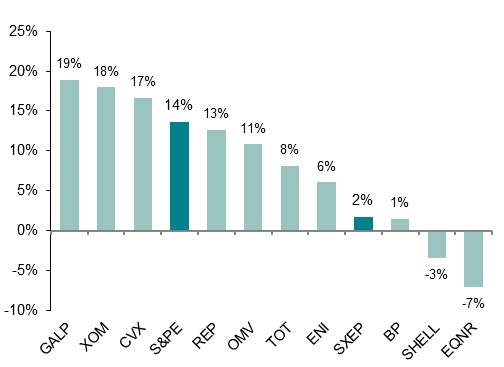 25%
20%
15%
10%
5%
0%
-5%
-10%
19%
18%
17%
14%
13%
11%
8%
6%
2%
1%
-3%
-7%
GALP
XOM
CVX
S&PE
REP
OMV
TOT
ENI
SXEP
BP
SHELL
EQNR